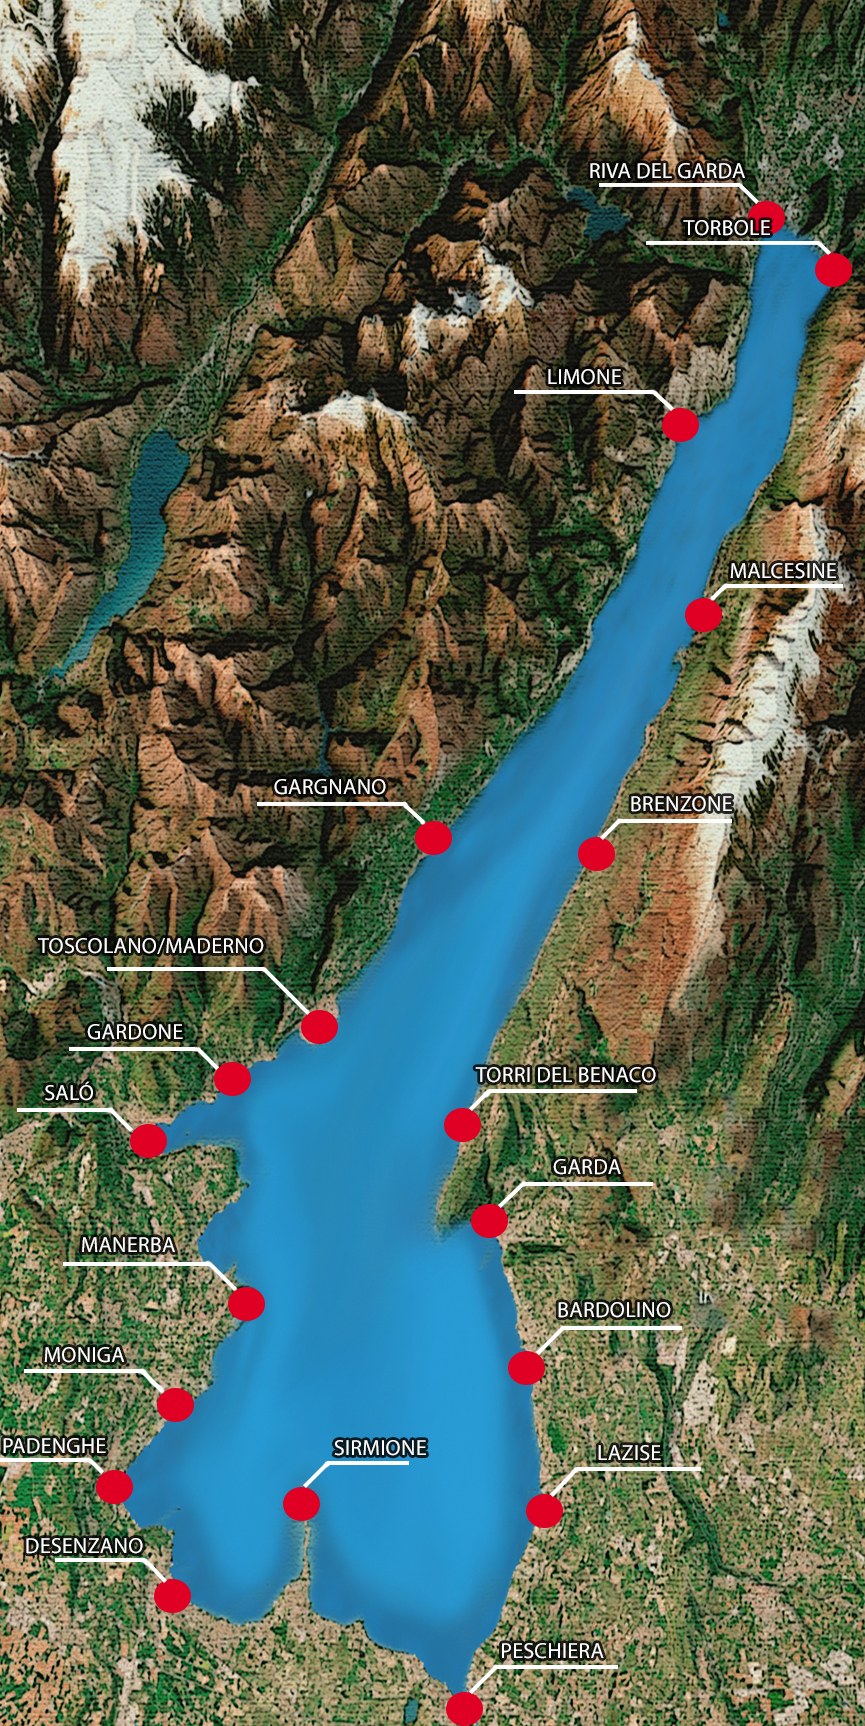 RIVA DEL GARDA
TORBOLE
LIMONE
MALCESINE
GARGNANO
BRENZONE
TOSCOLANO/MADERNO
GARDONE
TORRI DEL BENACO
SALÓ
GARDA
MANERBA
BARDOLINO
MONIGA
PADENGHE
SIRMIONE
LAZISE
DESENZANO
PESCHIERA